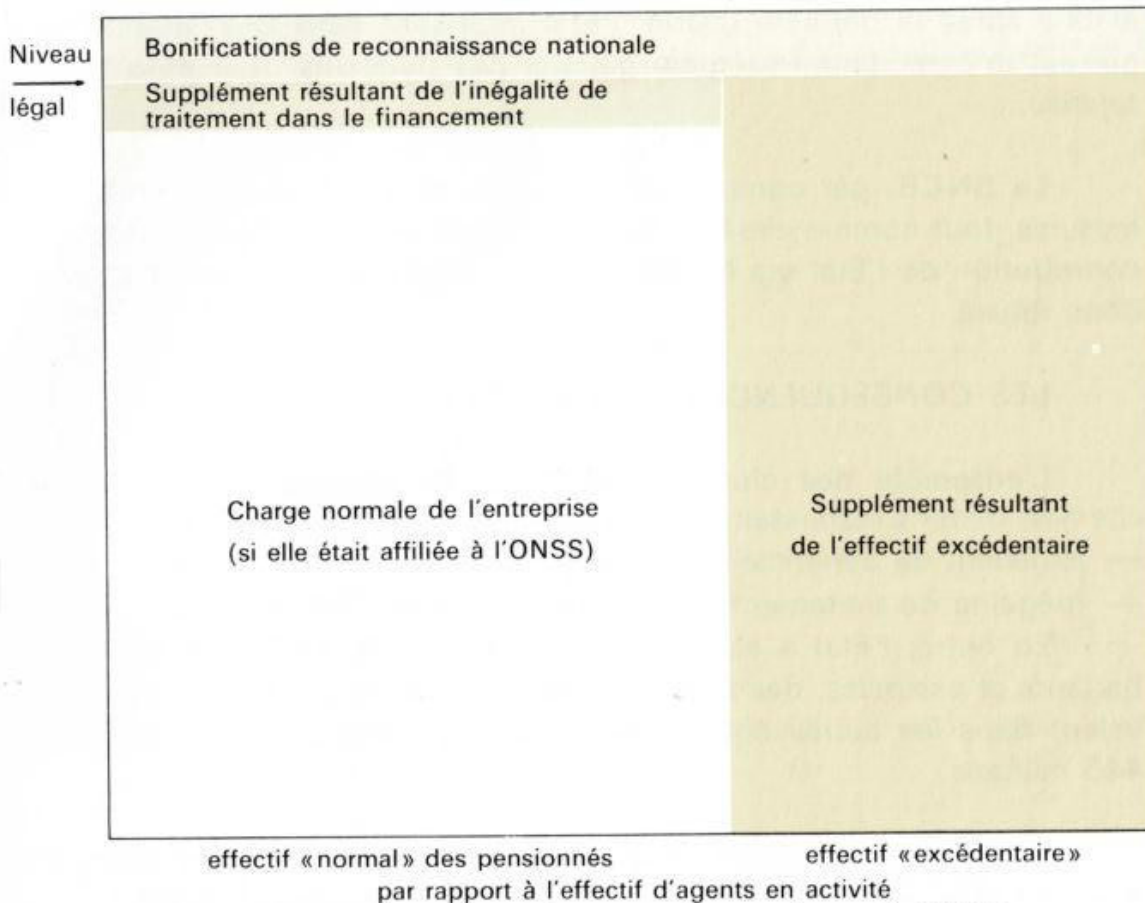 Niveau
légal
Bonifications de reconnaissance nationale
Supplément résultant de l'inégalité de
traitement dans le financement
Charge normale de l'entreprise
(si elle était affiliée à l'ONSS)
Supplément résultant
de l'effectif excédentaire
effectif «normal» des pensionnés
effectif «excédentaire»
par rapport à l'effectif d'agents en activité